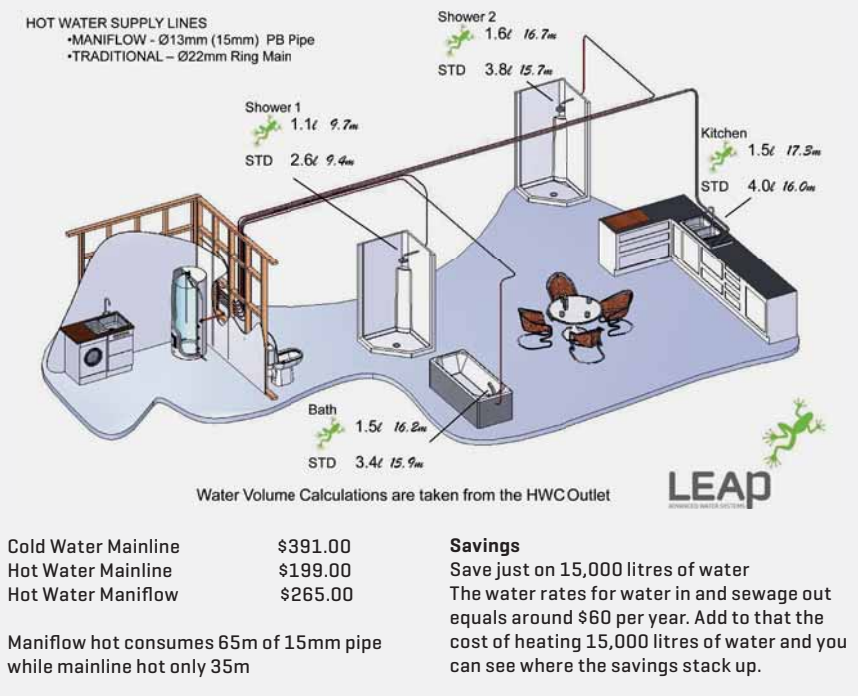 HOT WATER SUPPLY LINES
•MANIFLOW - Ø13mm (15mm) PB Pipe
•TRADITIONAL – Ø22mm Ring Main
Shower 2
1.6ℓ 16.7m
STD 3.8ℓ 15.7m
Shower 1
1.1ℓ 9.7m
STD 2.6ℓ 9.4m
Kitchen
1.5ℓ 17.3m
STD 4.0ℓ 16.0m
Bath
1.5ℓ 16.2m
STD 3.4ℓ 15.9m
Water Volume Calculations are taken from the HWC Outlet
LEAP
ADVANCED WATER SYSTEMS
Cold Water Mainline $391.00
Hot Water Mainline $199.00
Hot Water Maniflow $265.00
Maniflow hot consumes 65m of 15mm pipe
while mainline hot only 35m
Savings
Save just on 15,000 litres of water
The water rates for water in and sewage out
equals around $60 per year. Add to that the
cost of heating 15,000 litres of water and you
can see where the savings stack up.